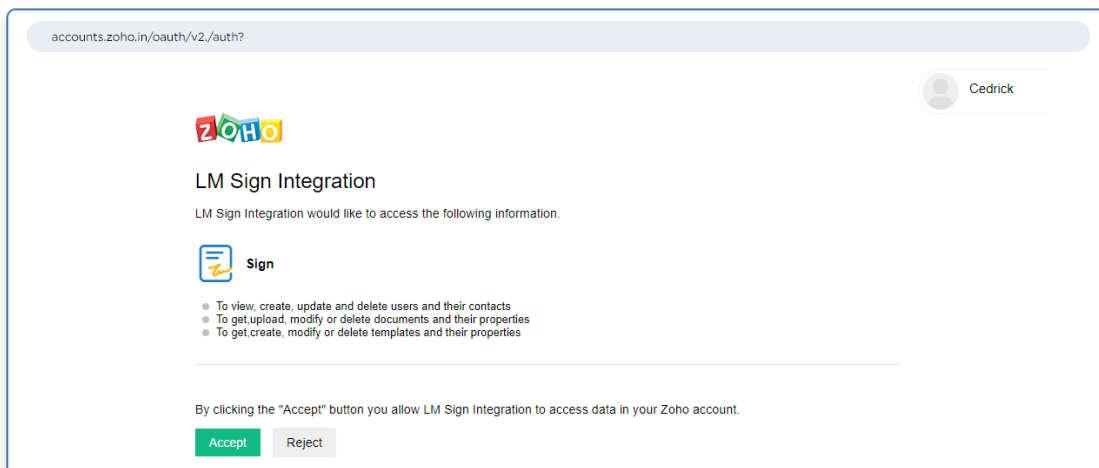 accounts.zoho.in/oauth/v2./auth?
Cedrick
ZOHO
LM Sign Integration
LM Sign Integration would like to access the following information.
Sign
To view, create, update and delete users and their contacts
To get,upload, modify or delete documents and their properties
To get,create, modify or delete templates and their properties
By clicking the "Accept" button you allow LM Sign Integration to access data in your Zoho account.
Accept Reject